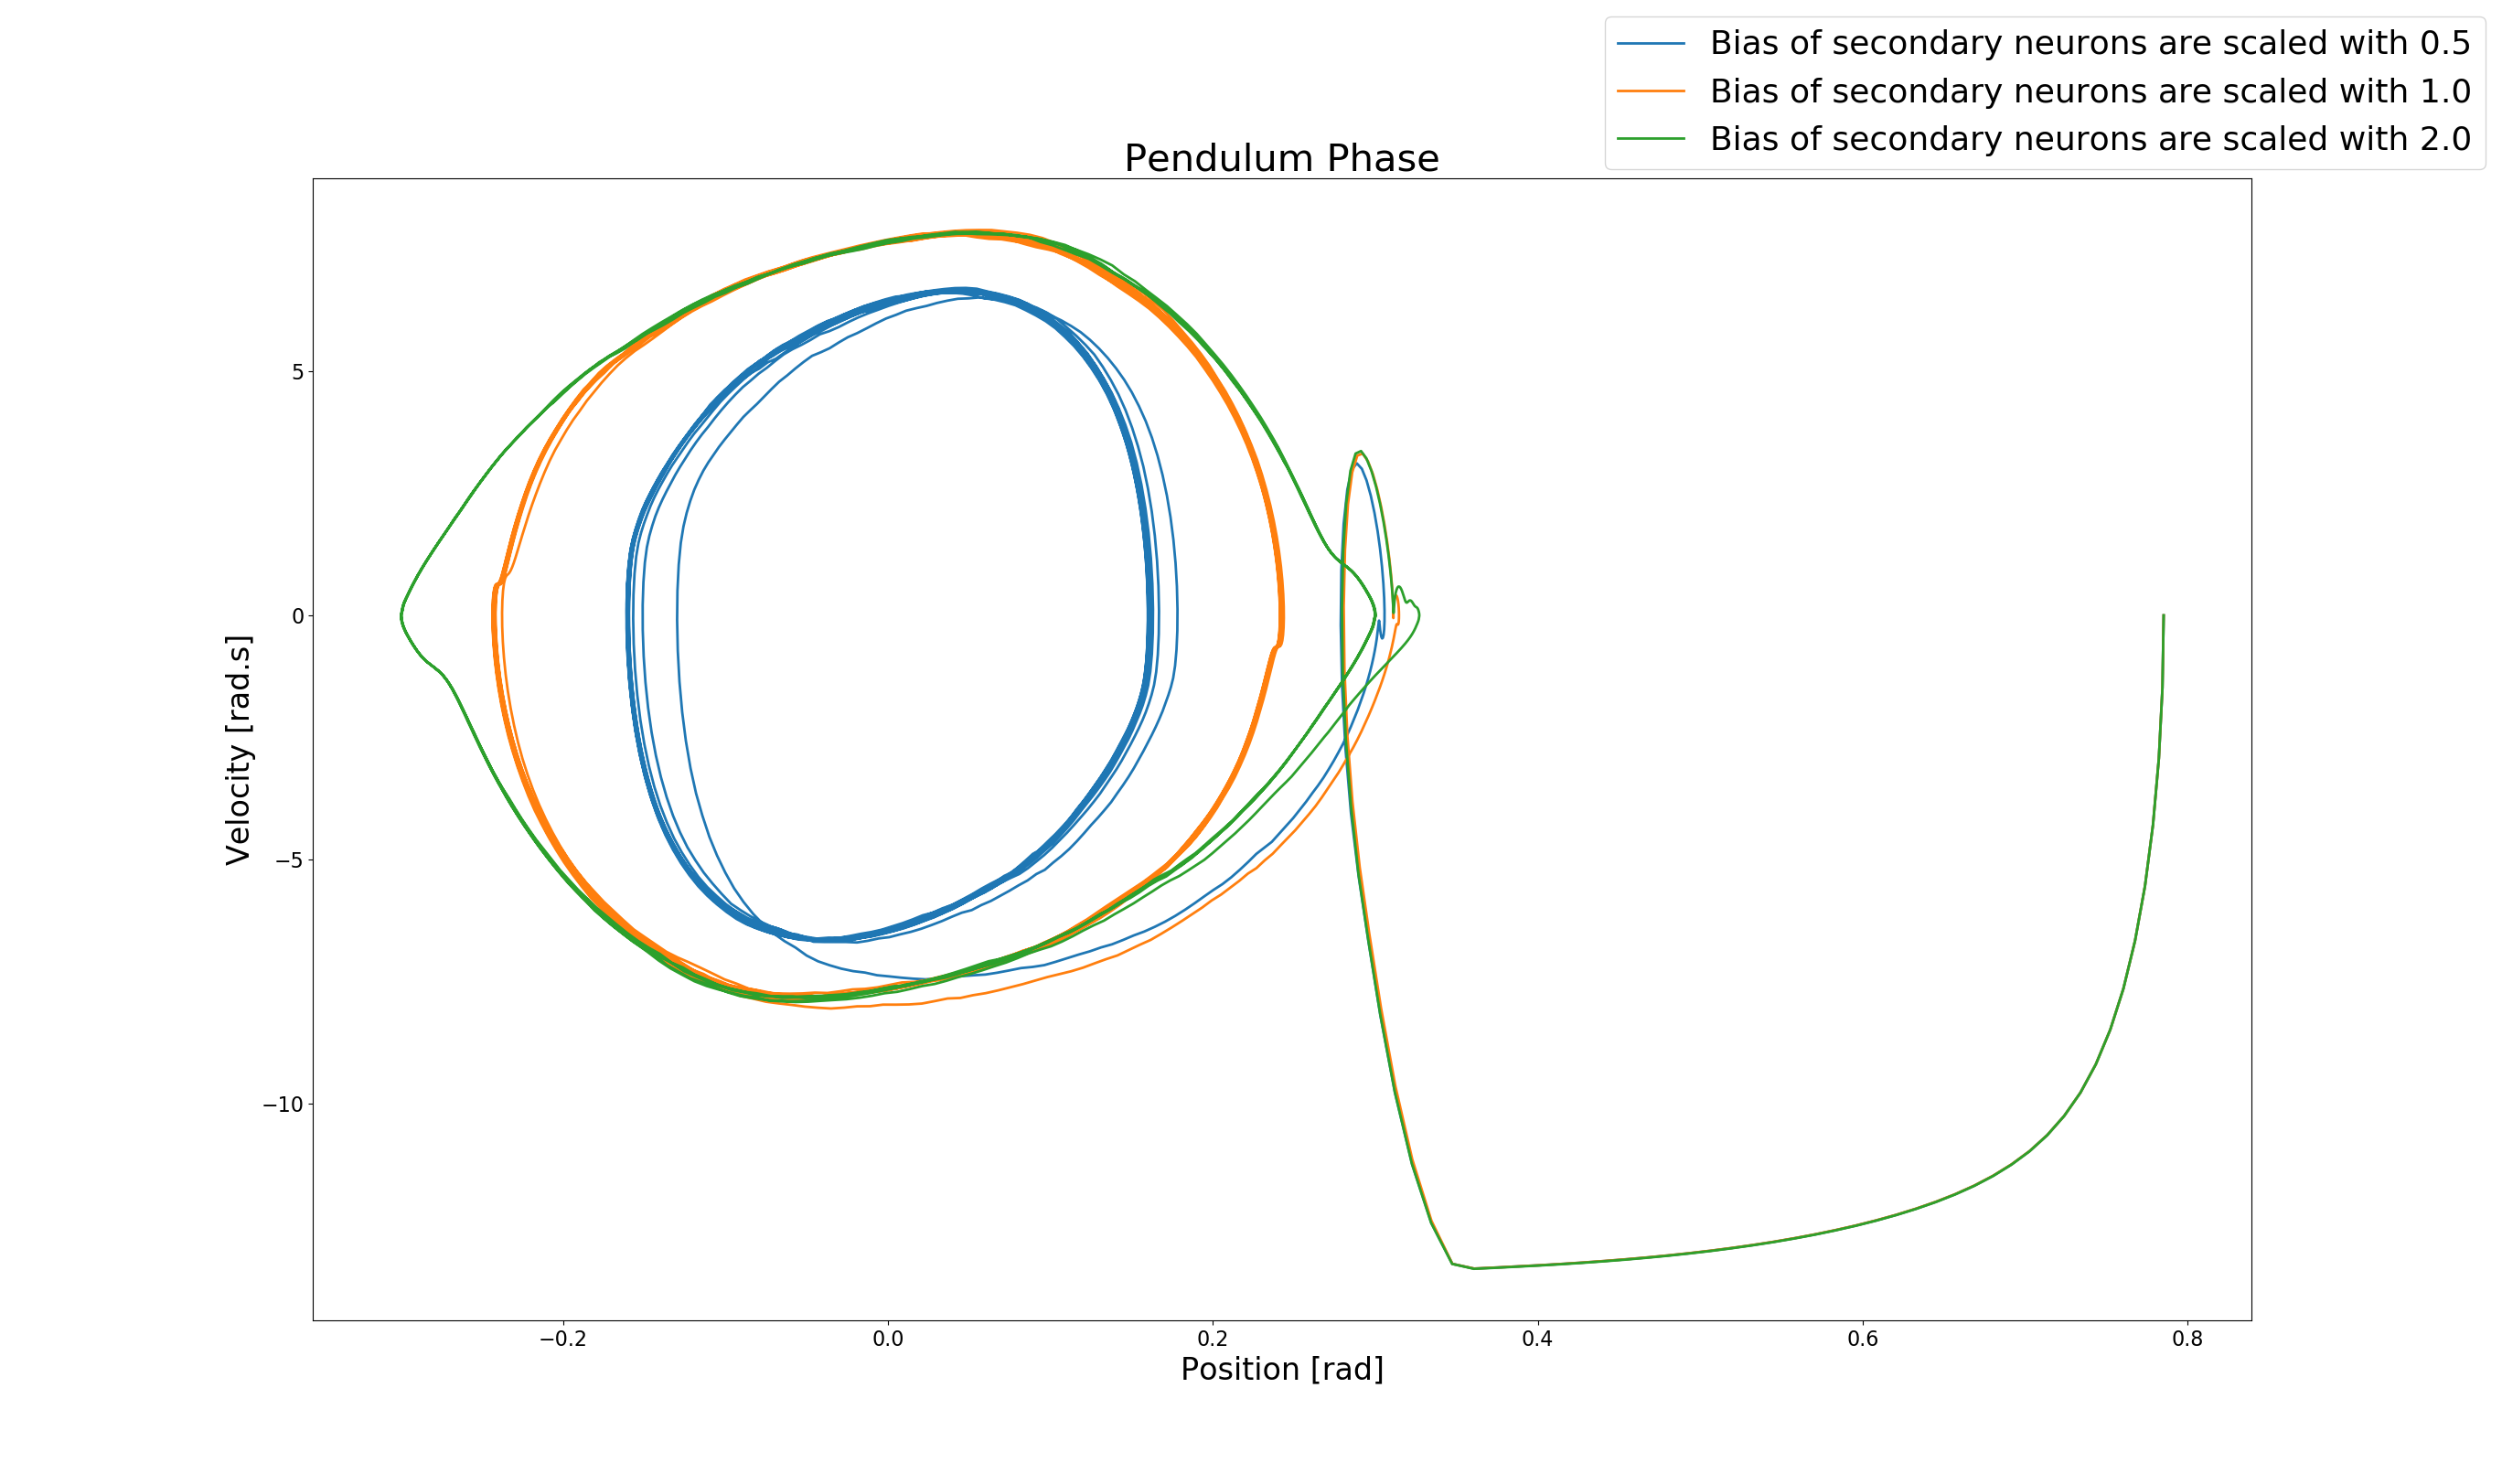 Bias of secondary neurons are scaled with 0.5
Bias of secondary neurons are scaled with 1.0
Bias of secondary neurons are scaled with 2.0
Pendulum Phase
5
0
−5
−10
Velocity [rad.s]
−0.2 0.0 0.2 0.4 0.6 0.8
Position [rad]